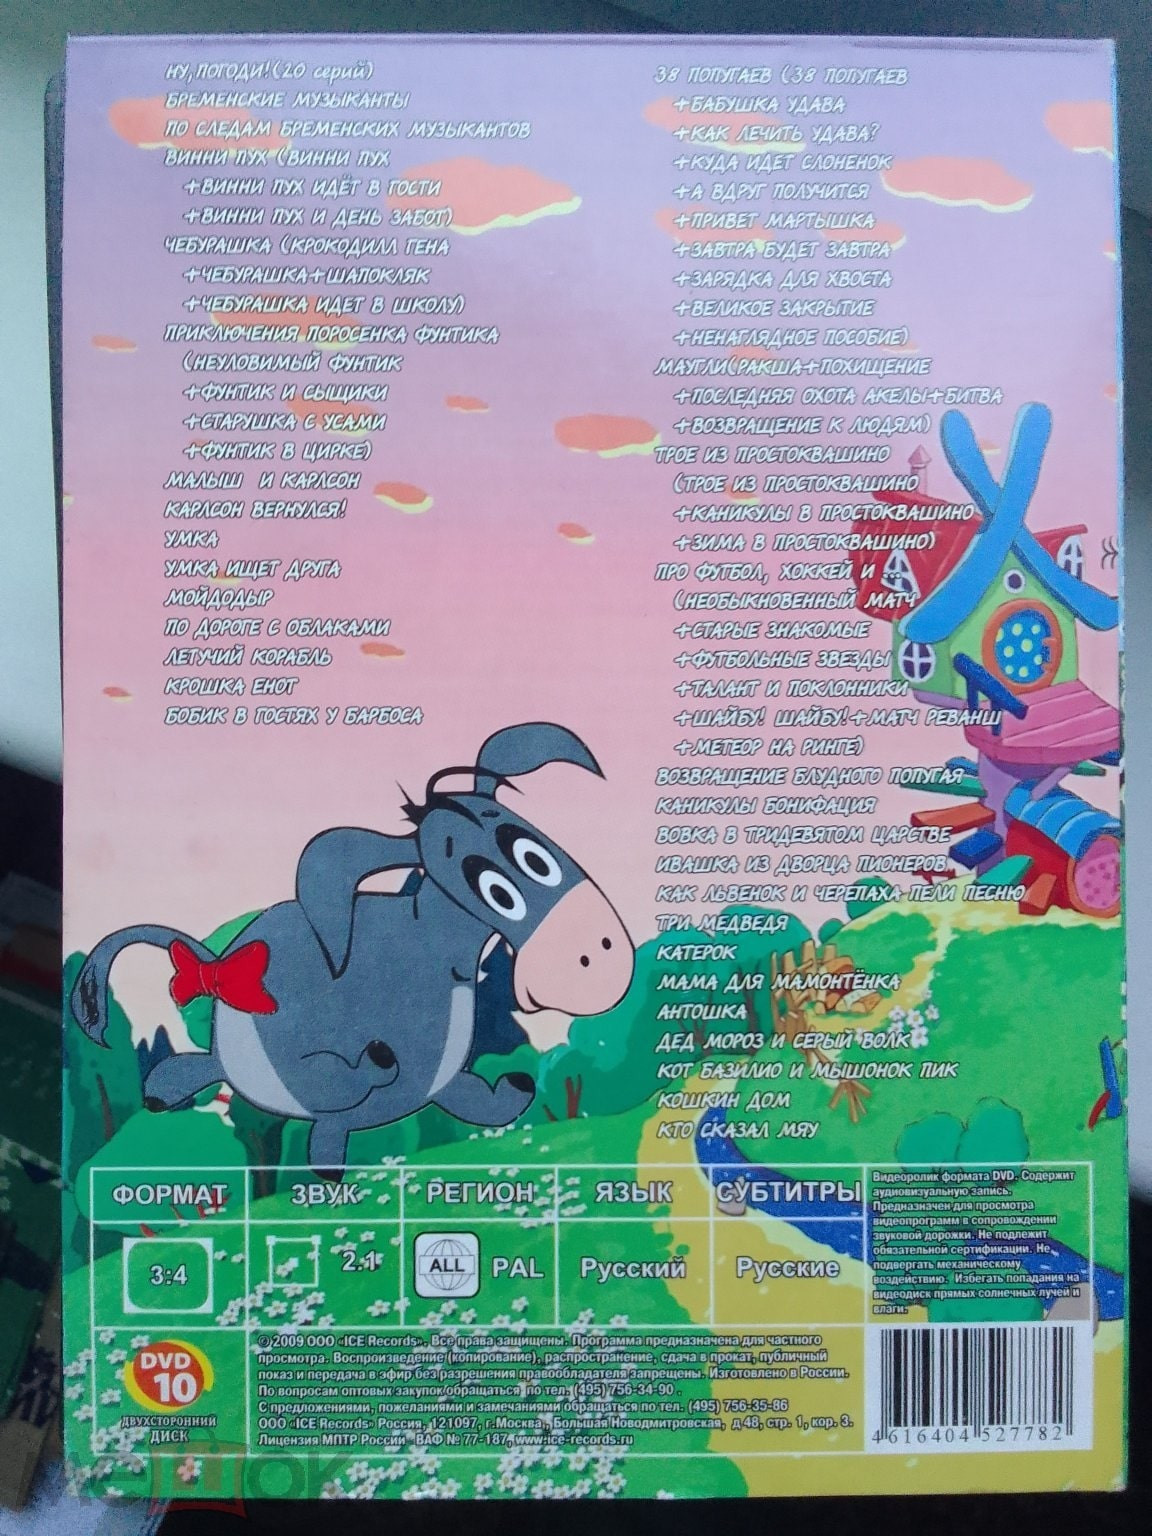 НУ, ПОГОДИ! (20 серий)
БРЕМЕНСКИЕ МУЗЫКАНТЫ
ПО СЛЕДАМ БРЕМЕНСКИХ МУЗЫКАНТОВ
ВИННИ ПУХ (ВИННИ ПУХ
+ВИННИ ПУХ ИДЁТ В ГОСТИ
+ВИННИ ПУХ И ДЕНЬ ЗАБОТ)
ЧЕБУРАШКА (КРОКОДИЛЛ ГЕНА
+ЧЕБУРАШКА+ШАПОКЛЯК
+ЧЕБУРАШКА ИДЕТ В ШКОЛУ)
ПРИКЛЮЧЕНИЯ ПОРОСЕНКА ФУНТИКА
(НЕУЛОВИМЫЙ ФУНТИК
+ФУНТИК И СЫЩИКИ
+СТАРУШКА С УСАМИ
+ФУНТИК В ЦИРКЕ)
МАЛЫШ И КАРЛСОН
КАРЛСОН ВЕРНУЛСЯ!
УМКА
УМКА ИЩЕТ ДРУГА
МОЙДОДЫР
ПО ДОРОГЕ С ОБЛАКАМИ
ЛЕТУЧИЙ КОРАБЛЬ
КРОШКА ЕНОТ
БОБИК В ГОСТЯХ У БАРБОСА
38 ПОПУГАЕВ (38 ПОПУГАЕВ
+БАБУШКА УДАВА
+КАК ЛЕЧИТЬ УДАВА?
+КУДА ИДЕТ СЛОНЕНОК
+А ВДРУГ ПОЛУЧИТСЯ
+ПРИВЕТ МАРТЫШКА
+ЗАВТРА БУДЕТ ЗАВТРА
+ЗАРЯДКА ДЛЯ ХВОСТА
+ВЕЛИКОЕ ЗАКРЫТИЕ
+НЕНАГЛЯДНОЕ ПОСОБИЕ)
МАУГЛИ(РАКША+ПОХИЩЕНИЕ
+ПОСЛЕДНЯЯ ОХОТА АКЕЛЫ+БИТВА
+ВОЗВРАЩЕНИЕ К ЛЮДЯМ)
ТРОЕ ИЗ ПРОСТОКВАШИНО
(ТРОЕ ИЗ ПРОСТОКВАШИНО
+КАНИКУЛЫ В ПРОСТОКВАШИНО
+ЗИМА В ПРОСТОКВАШИНО)
ПРО ФУТБОЛ, ХОККЕЙ И ...
(НЕОБЫКНОВЕННЫЙ МАТЧ
+СТАРЫЕ ЗНАКОМЫЕ
+ФУТБОЛЬНЫЕ ЗВЕЗДЫ
+ТАЛАНТ И ПОКЛОННИКИ
+ШАЙБУ! ШАЙБУ!+МАТЧ РЕВАНШ
+МЕТЕОР НА РИНГЕ)
ВОЗВРАЩЕНИЕ БЛУДНОГО ПОПУГАЯ
КАНИКУЛЫ БОНИФАЦИЯ
ВОВКА В ТРИДЕВЯТОМ ЦАРСТВЕ
ИВАШКА ИЗ ДВОРЦА ПИОНЕРОВ
КАК ЛЬВЕНОК И ЧЕРЕПАХА ПЕЛИ ПЕСНЮ
ТРИ МЕДВЕДЯ
КАТЕРОК
МАМА ДЛЯ МАМОНТЁНКА
АНТОШКА
ДЕД МОРОЗ И СЕРЫЙ ВОЛК
КОТ БАЗИЛИО И МЫШОНОК ПИК
КОШКИН ДОМ
КТО СКАЗАЛ МЯУ
ФОРМАТ ЗВУК РЕГИОН ЯЗЫК СУБТИТРЫ
3:4 2.1 ALL PAL Русский Русские
Видеоролик формата DVD. Содержит
аудиовизуальную запись.
Предназначен для просмотра
видеопрограмм в сопровождении
звуковой дорожки. Не подлежит
обязательной сертификации. Не
подвергать механическому
воздействию. Избегать попадания на
видеодиск прямых солнечных лучей и
влаги.
DVD
10
ДВУХСТОРОННИЙ
ДИСК
© 2009 ООО «ICE Records». Все права защищены. Программа предназначена для частного
просмотра. Воспроизведение (копирование), распространение, сдача в прокат, публичный
показ и передача в эфир без разрешения правообладателя запрещены. Изготовлено в России.
По вопросам оптовых закупок обращаться по тел. (495) 756-34-90 .
С предложениями, пожеланиями и замечаниями обращаться по тел. (495) 756-35-86
ООО «ICE Records» Россия, 121097, г.Москва, Большая Новодмитровская, д.48, стр. 1, кор. 3.
Лицензия МПТР России ВАФ № 77-187, www.ice-records.ru
4 616404 527782
мешок